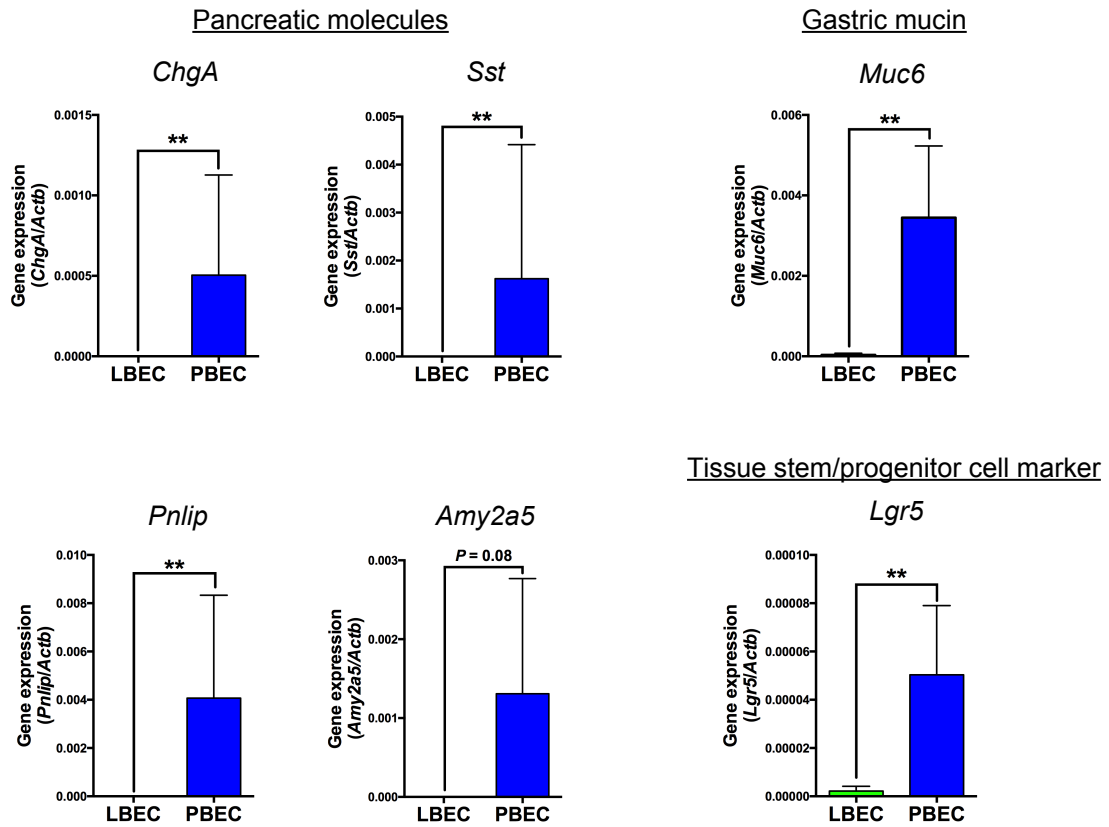 Pancreatic molecules
Gastric mucin
ChgA
Sst
Muc6
Gene expression
(ChgA/Actb)
0.0015
0.0010
0.0005
0.0000
**
LBEC PBEC
Gene expression
(Sst/Actb)
0.005
0.004
0.003
0.002
0.001
0.000
**
LBEC PBEC
Gene expression
(Muc6/Actb)
0.006
0.004
0.002
0.000
**
LBEC PBEC
Tissue stem/progenitor cell marker
Pnlip
Amy2a5
Lgr5
Gene expression
(Pnlip/Actb)
0.010
0.008
0.006
0.004
0.002
0.000
**
LBEC PBEC
Gene expression
(Amy2a5/Actb)
0.003
0.002
0.001
0.000
P = 0.08
LBEC PBEC
Gene expression
(Lgr5/Actb)
0.00010
0.00008
0.00006
0.00004
0.00002
0.00000
**
LBEC PBEC